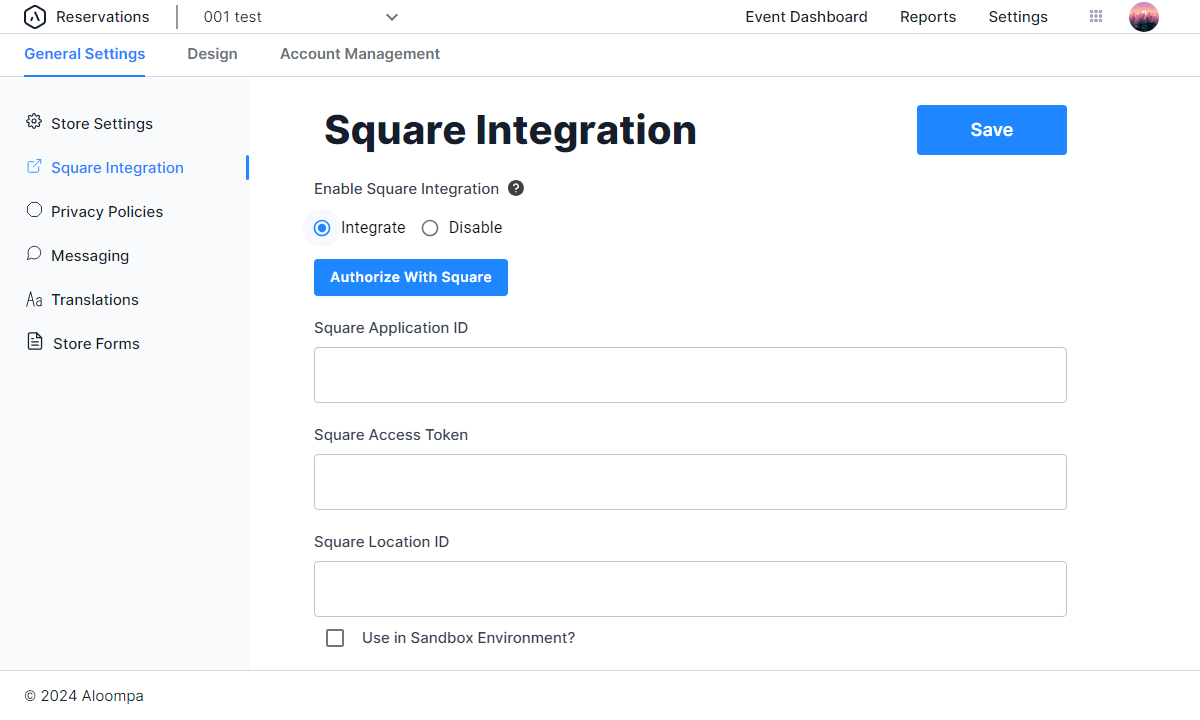 Reservations
001 test
Event Dashboard
Reports
Settings
General Settings
Design
Account Management
Store Settings
Square Integration
Privacy Policies
Messaging
Aa Translations
Store Forms
Square Integration
Save
Enable Square Integration ?
Integrate
Disable
Authorize With Square
Square Application ID
Square Access Token
Square Location ID
Use in Sandbox Environment?
© 2024 Aloompa